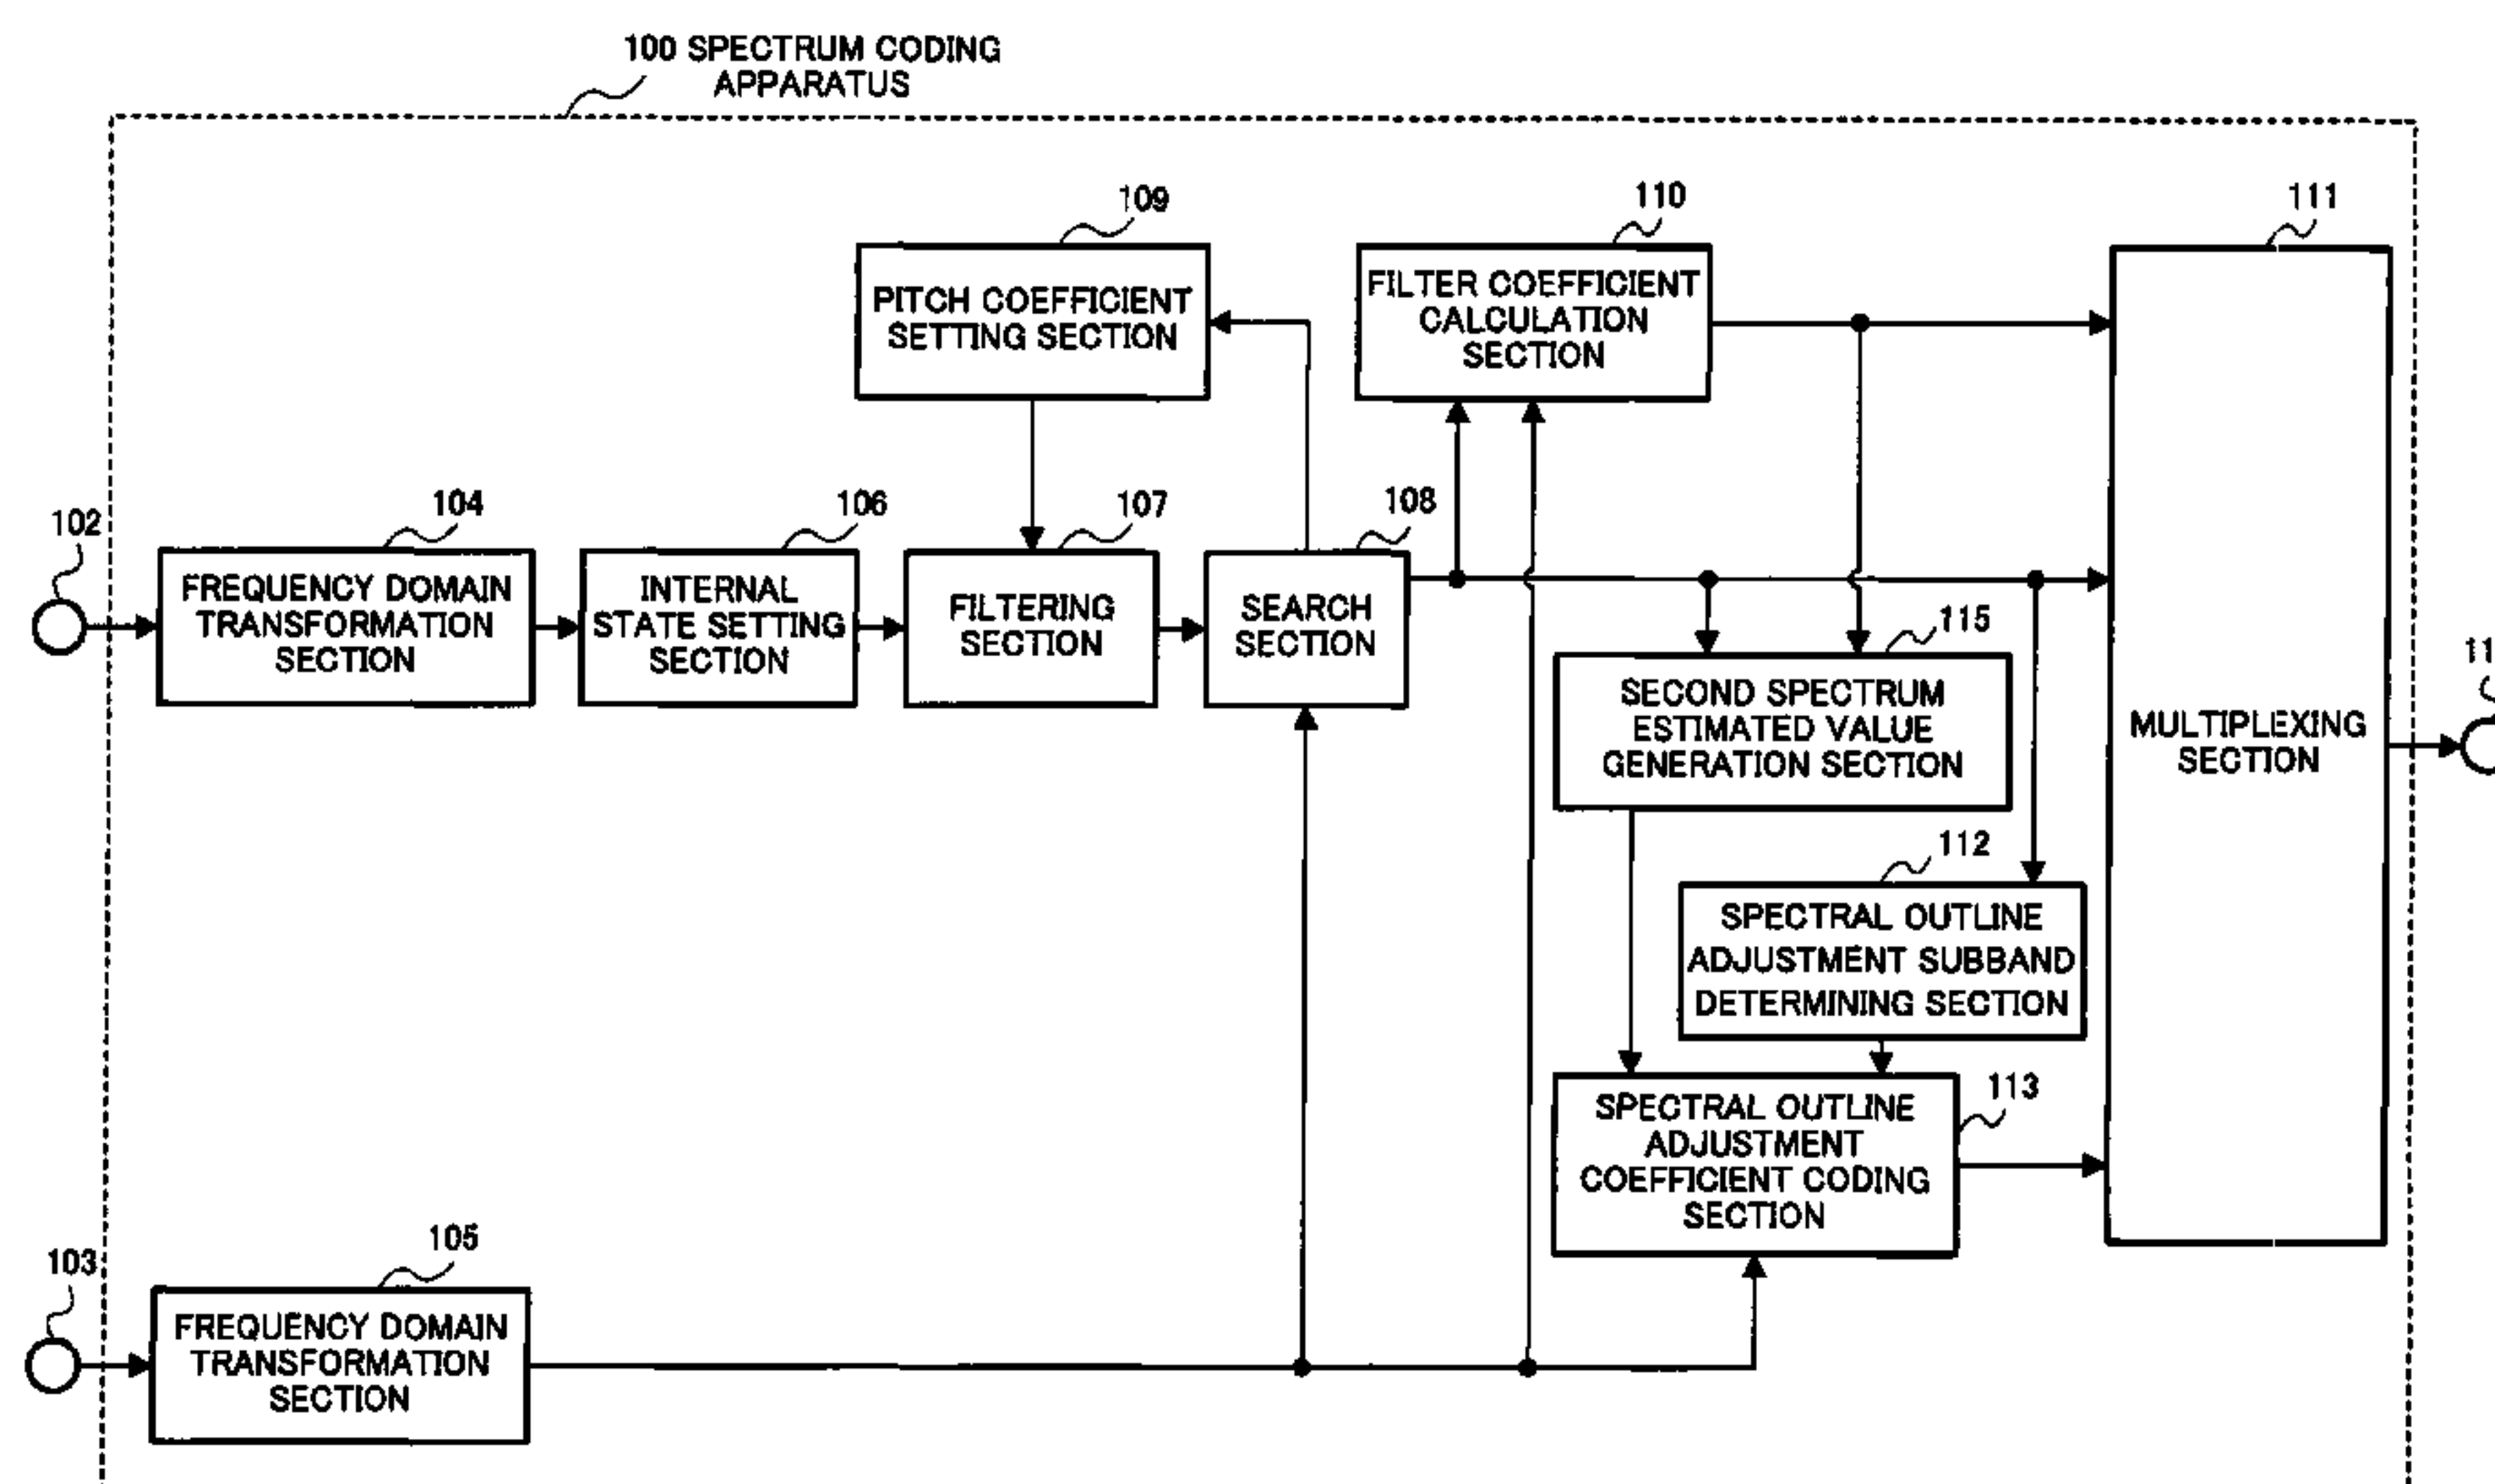 100 SPECTRUM CODING
APPARATUS
109
110
111
PITCH COEFFICIENT
SETTING SECTION
FILTER COEFFICIENT
CALCULATION
SECTION
102
104
106
107
108
FREQUENCY DOMAIN
TRANSFORMATION
SECTION
INTERNAL
STATE SETTING
SECTION
FILTERING
SECTION
SEARCH
SECTION
115
SECOND SPECTRUM
ESTIMATED VALUE
GENERATION SECTION
MULTIPLEXING
SECTION
11
112
SPECTRAL OUTLINE
ADJUSTMENT SUBBAND
DETERMINING SECTION
113
SPECTRAL OUTLINE
ADJUSTMENT
COEFFICIENT CODING
SECTION
103
105
FREQUENCY DOMAIN
TRANSFORMATION
SECTION